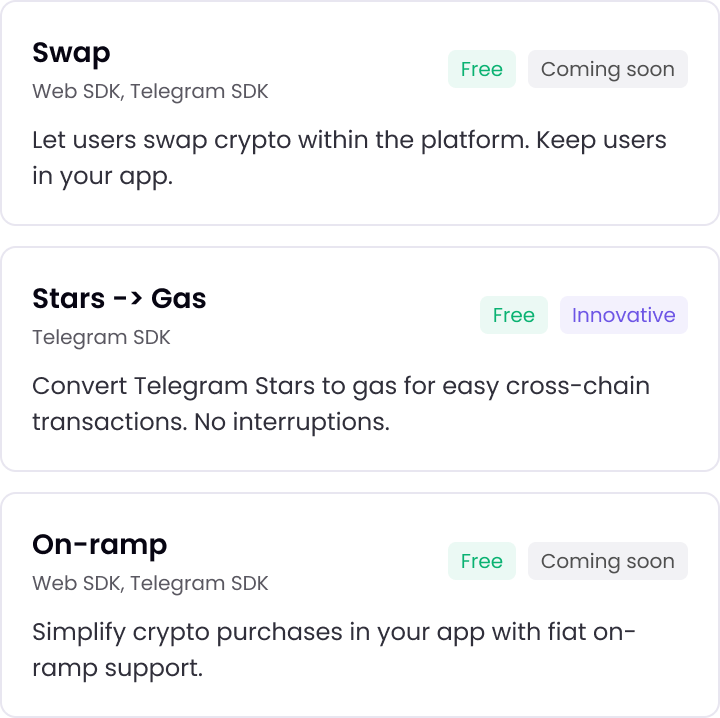 Swap
Free
Coming soon
Web SDK, Telegram SDK
Let users swap crypto within the platform. Keep users
in your app.
Stars -> Gas
Free
Innovative
Telegram SDK
Convert Telegram Stars to gas for easy cross-chain
transactions. No interruptions.
On-ramp
Free
Coming soon
Web SDK, Telegram SDK
Simplify crypto purchases in your app with fiat on-
ramp support.